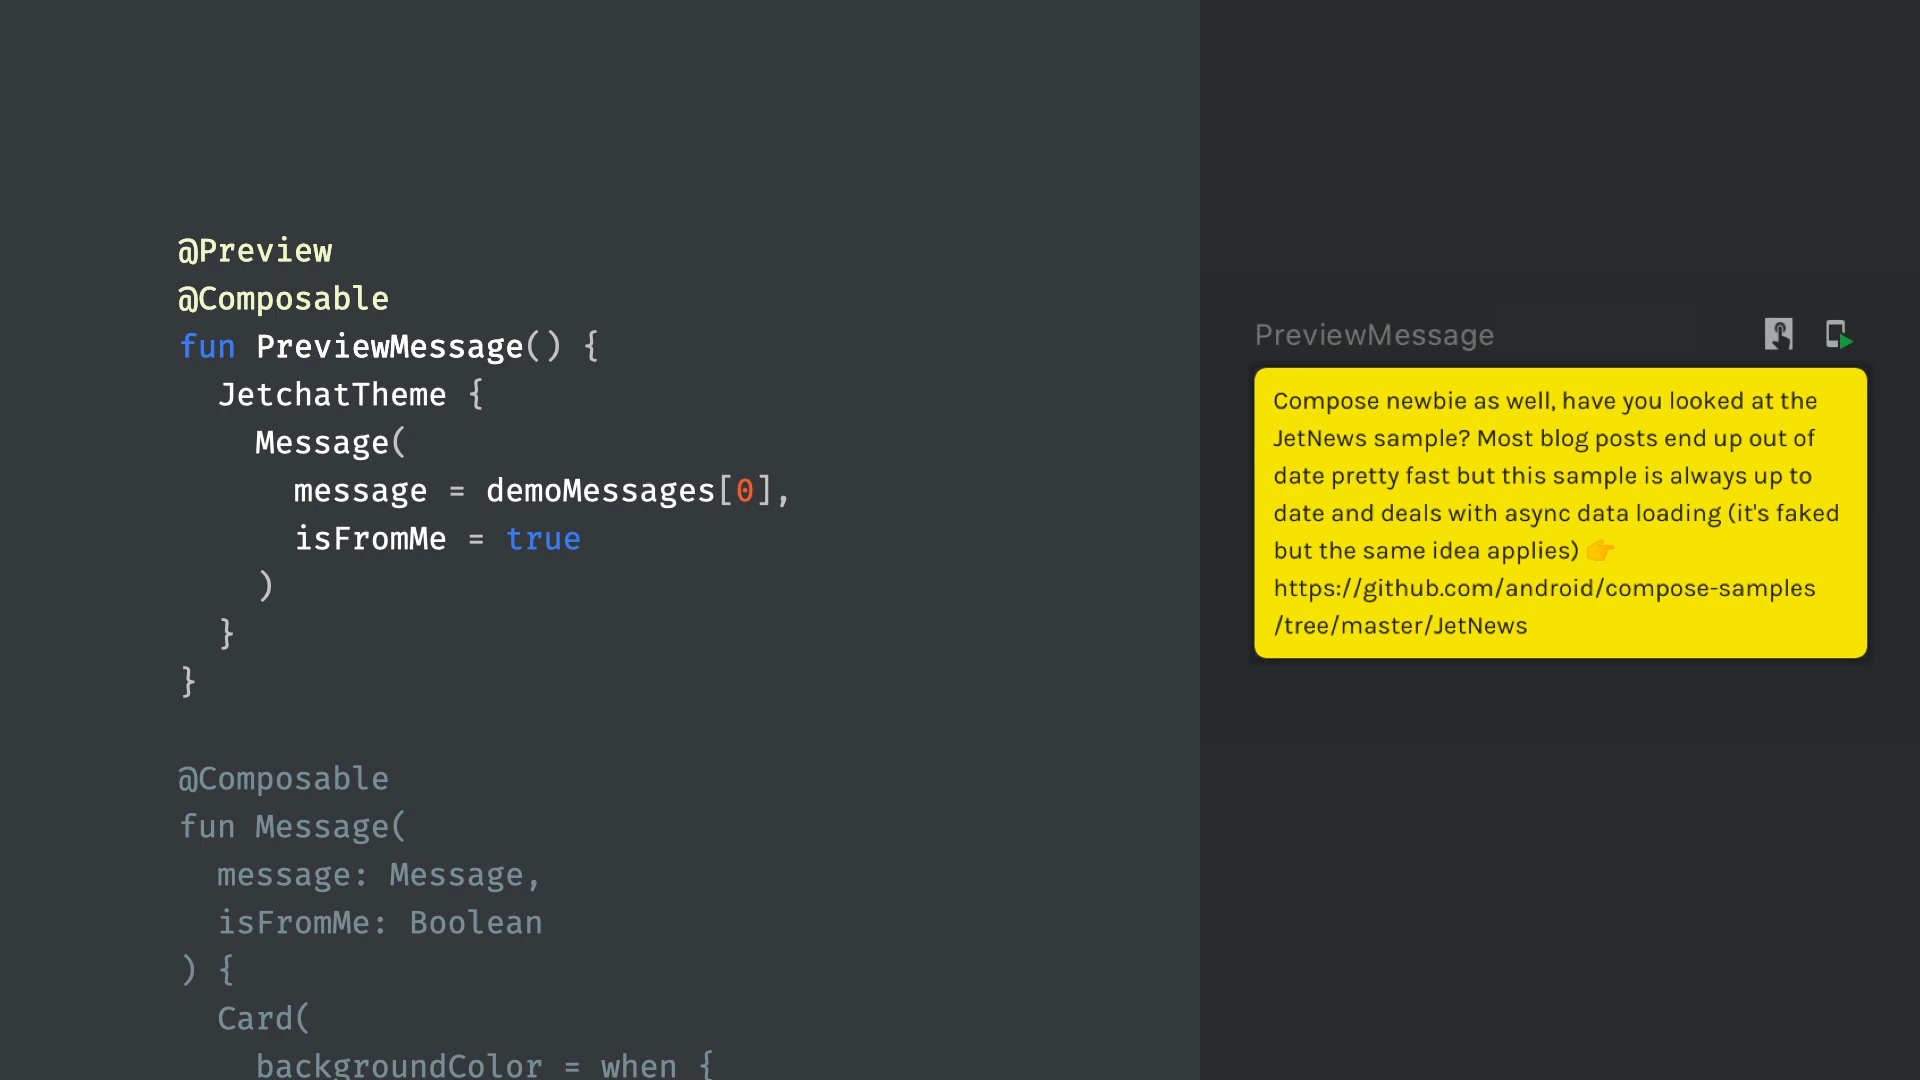 @Preview
@Composable
fun PreviewMessage() {
  JetchatTheme {
    Message(
      message = demoMessages[0],
      isFromMe = true
    )
  }
}

@Composable
fun Message(
  message: Message,
  isFromMe: Boolean
) {
  Card(
    backgroundColor = when {
PreviewMessage
Compose newbie as well, have you looked at the
JetNews sample? Most blog posts end up out of
date pretty fast but this sample is always up to
date and deals with async data loading (it's faked
but the same idea applies) 👉
https://github.com/android/compose-samples
/tree/master/JetNews